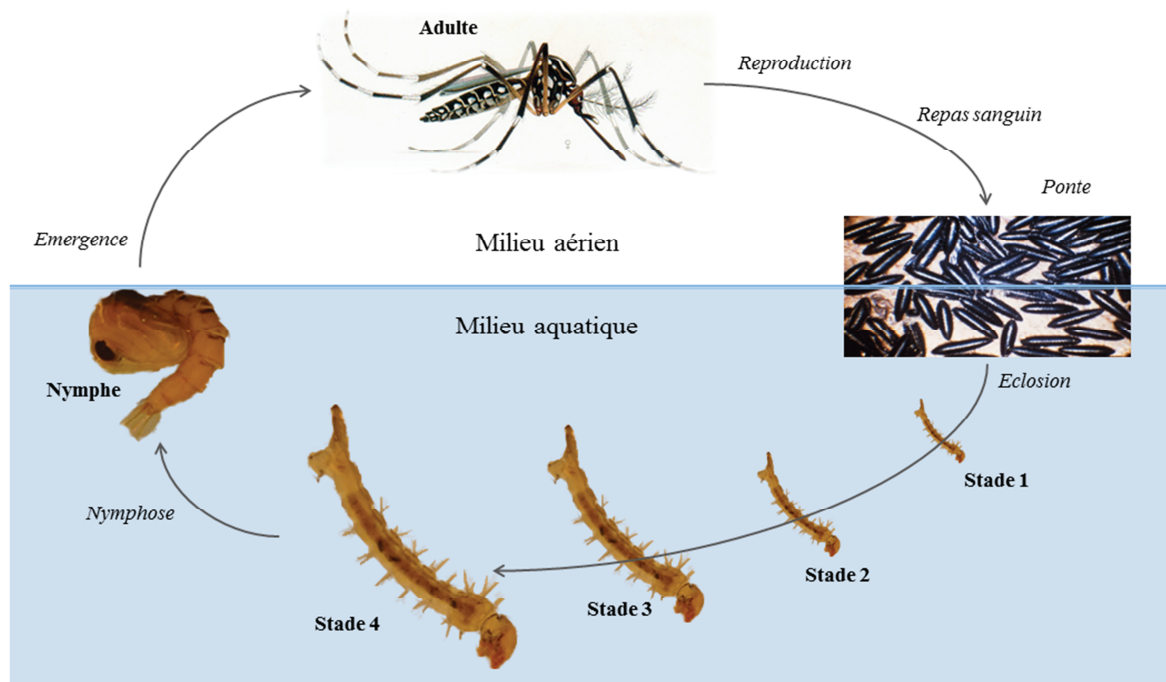 Adulte
Reproduction
Repas sanguin
Ponte
Emergence
Milieu aérien
Milieu aquatique
Nymphe
Eclosion
Stade 1
Nymphose
Stade 2
Stade 3
Stade 4